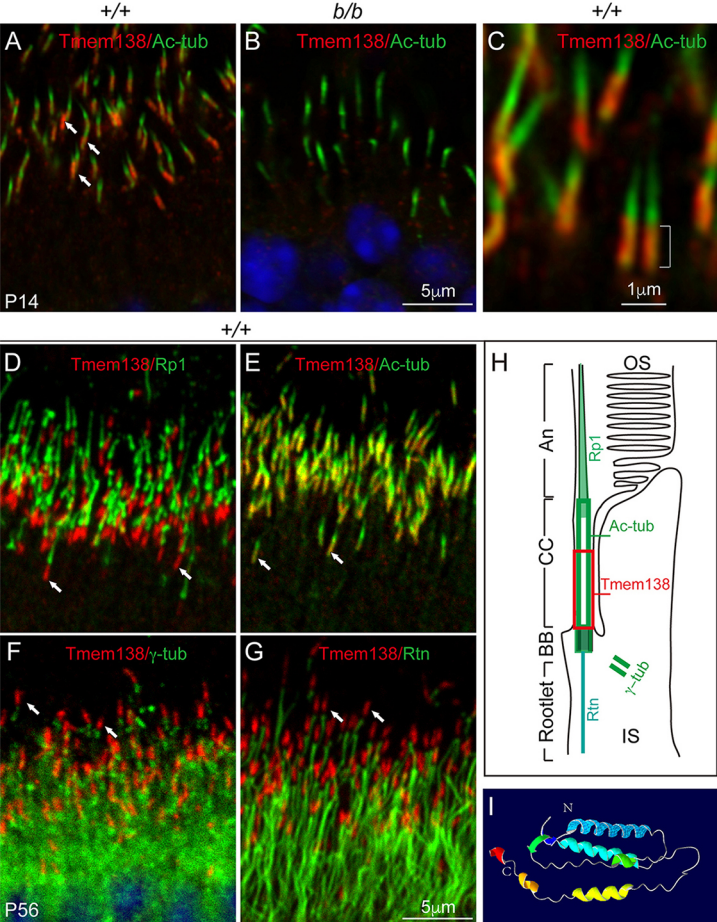 +/+
b/b
+/+
A
Tmem138/Ac-tub
B
Tmem138/Ac-tub
C
Tmem138/Ac-tub
P14
5μm
1μm
+/+
D
Tmem138/Rp1
E
Tmem138/Ac-tub
F
Tmem138/γ-tub
G
Tmem138/Rtn
P56
5μm
H
OS
An
Rp1
Ac-tub
CC
Tmem138
BB
γ-tub
Rootlet
Rtn
IS
I
N
C